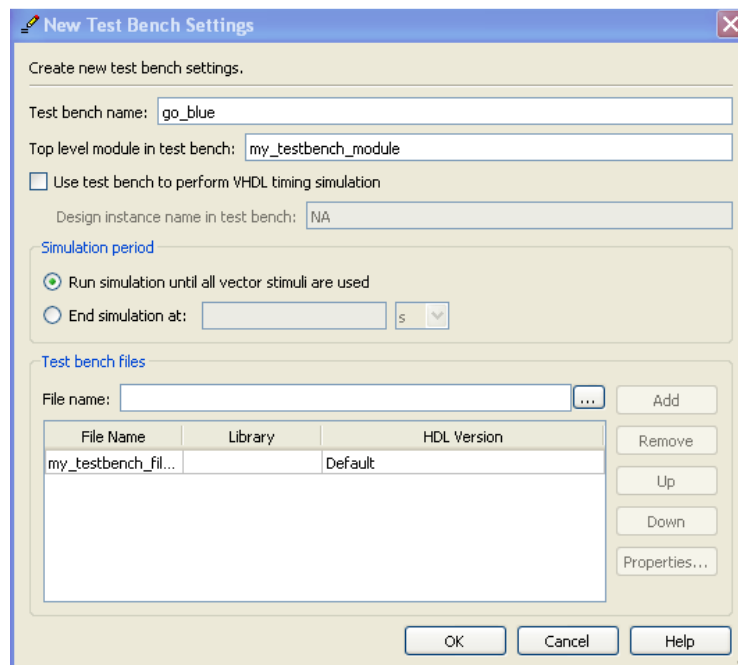 New Test Bench Settings
Create new test bench settings.
Test bench name: go_blue
Top level module in test bench: my_testbench_module
Use test bench to perform VHDL timing simulation
Design instance name in test bench: NA
Simulation period
Run simulation until all vector stimuli are used
End simulation at: s
Test bench files
File name: ... Add
File Name Library HDL Version Remove
my_testbench_fil... Default
Up
Down
Properties...
OK Cancel Help